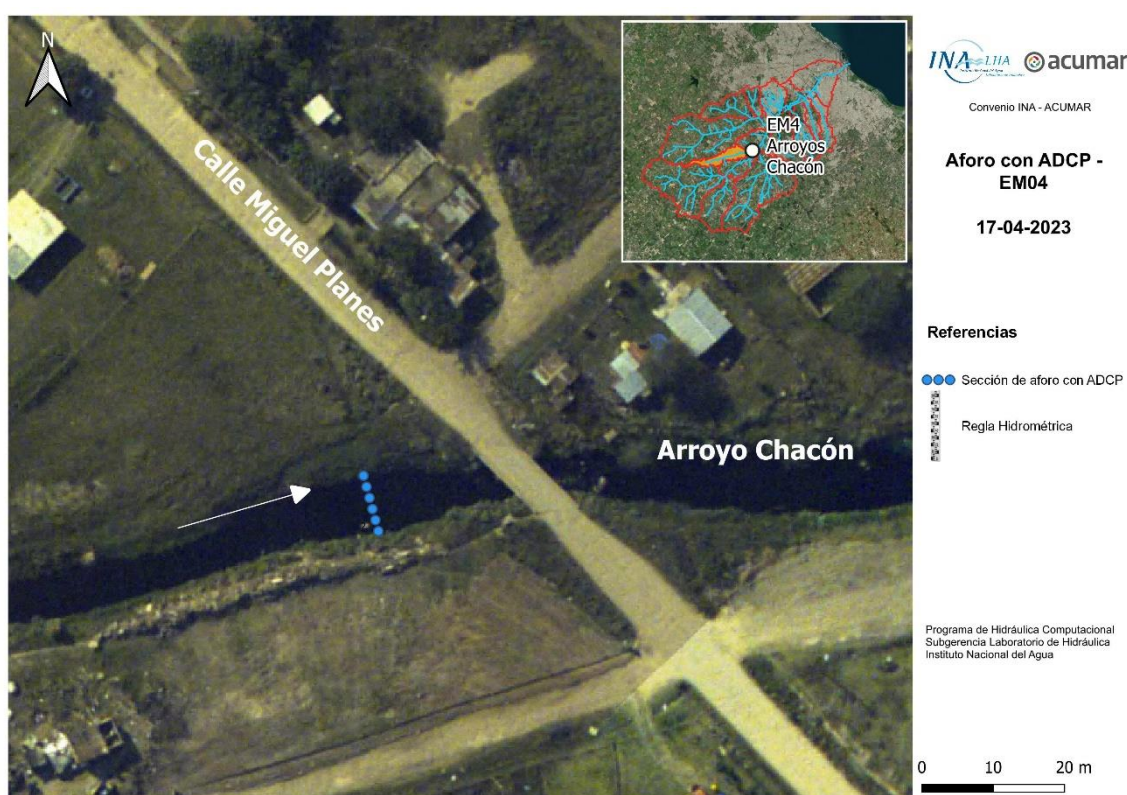 N
Calle Miguel Planes
EM4
Arroyos
Chacón
Arroyo Chacón
INA LHA
acumar
Convenio INA - ACUMAR
Aforo con ADCP -
EM04
17-04-2023
Referencias
Sección de aforo con ADCP
Regla Hidrométrica
Programa de Hidráulica Computacional
Subgerencia Laboratorio de Hidráulica
Instituto Nacional del Agua
0 10 20 m